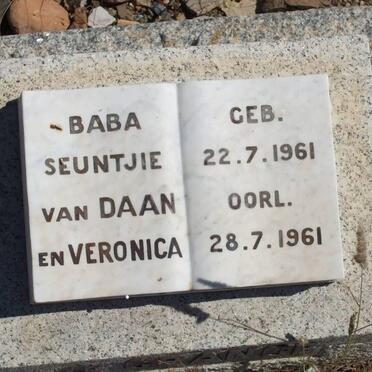 BABA
SEUNTJIE
VAN DAAN
EN VERONICA
GEB.
22.7.1961
OORL.
28.7.1961